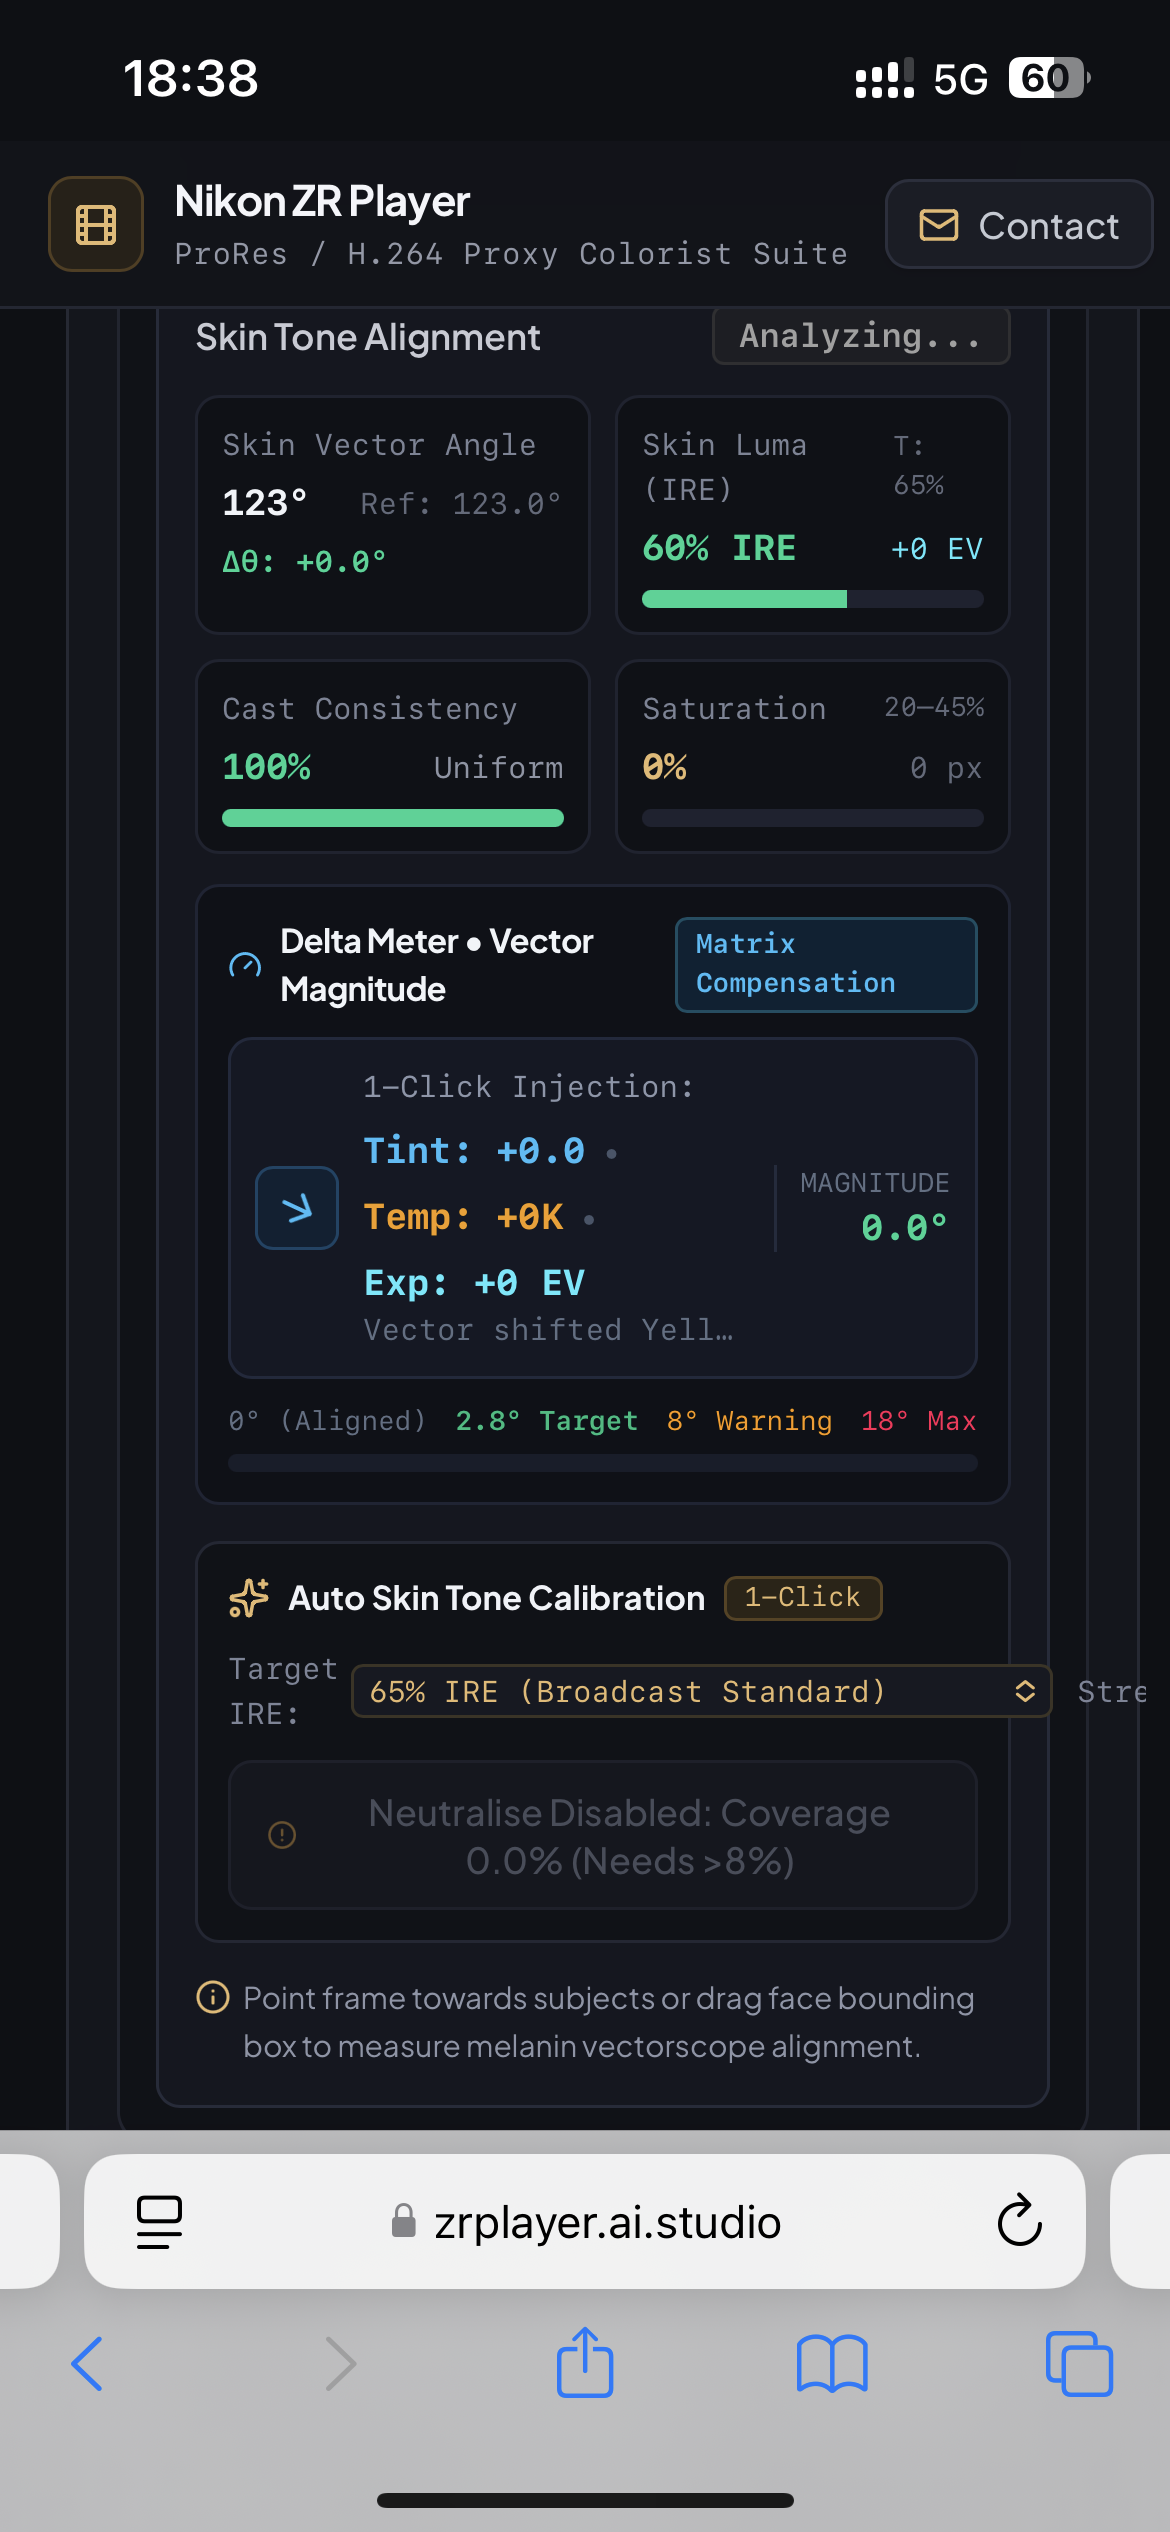 18:38
5G 60
Nikon ZR Player
ProRes / H.264 Proxy Colorist Suite
Contact
Skin Tone Alignment
Analyzing...
Skin Vector Angle
123° Ref: 123.0°
Δθ: +0.0°
Skin Luma T:
(IRE) 65%
60% IRE +0 EV
Cast Consistency
100% Uniform
Saturation 20–45%
0% 0 px
Delta Meter • Vector
Magnitude
Matrix
Compensation
1-Click Injection:
Tint: +0.0 •
Temp: +0K •
Exp: +0 EV
Vector shifted Yell…
MAGNITUDE
0.0°
0° (Aligned) 2.8° Target 8° Warning 18° Max
Auto Skin Tone Calibration 1-Click
Target
IRE:
65% IRE (Broadcast Standard)
Stre
Neutralise Disabled: Coverage
0.0% (Needs >8%)
Point frame towards subjects or drag face bounding
box to measure melanin vectorscope alignment.
zrplayer.ai.studio